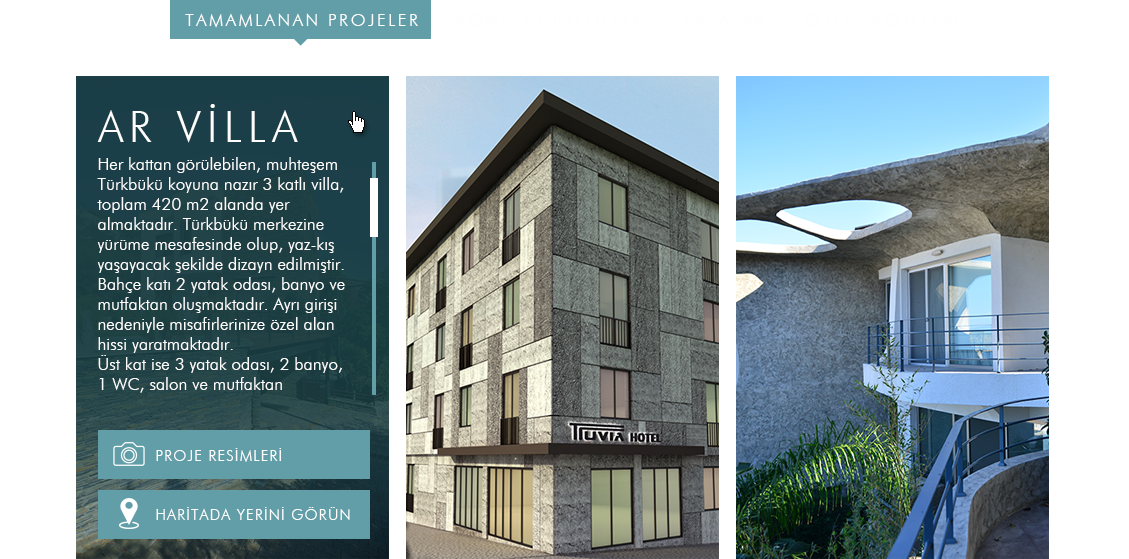 TAMAMLANAN PROJELER
AR VİLLA
Her kattan görülebilen, muhteşem
Türkbükü koyuna nazır 3 katlı villa,
toplam 420 m2 alanda yer
almaktadır. Türkbükü merkezine
yürüme mesafesinde olup, yaz-kış
yaşayacak şekilde dizayn edilmiştir.
Bahçe katı 2 yatak odası, banyo ve
mutfaktan oluşmaktadır. Ayrı girişi
nedeniyle misafirlerinize özel alan
hissi yaratmaktadır.
Üst kat ise 3 yatak odası, 2 banyo,
1 WC, salon ve mutfaktan
PROJE RESİMLERİ
HARİTADA YERİNİ GÖRÜN
TUVIA HOTEL